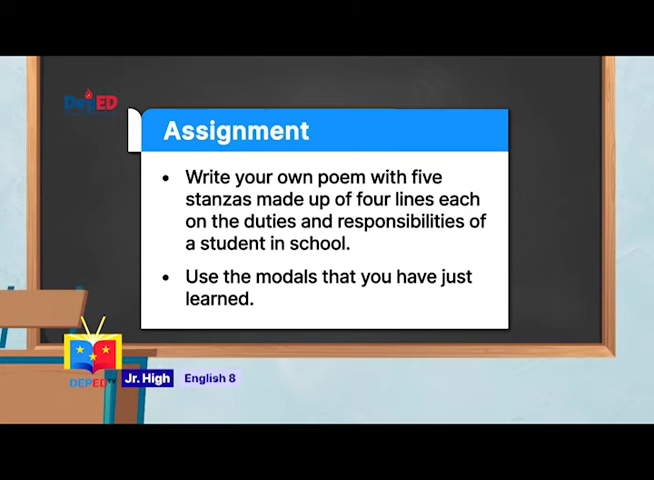 DepED
Assignment
• Write your own poem with five
stanzas made up of four lines each
on the duties and responsibilities of
a student in school.
• Use the modals that you have just
learned.
DEPED
Jr. High
English 8